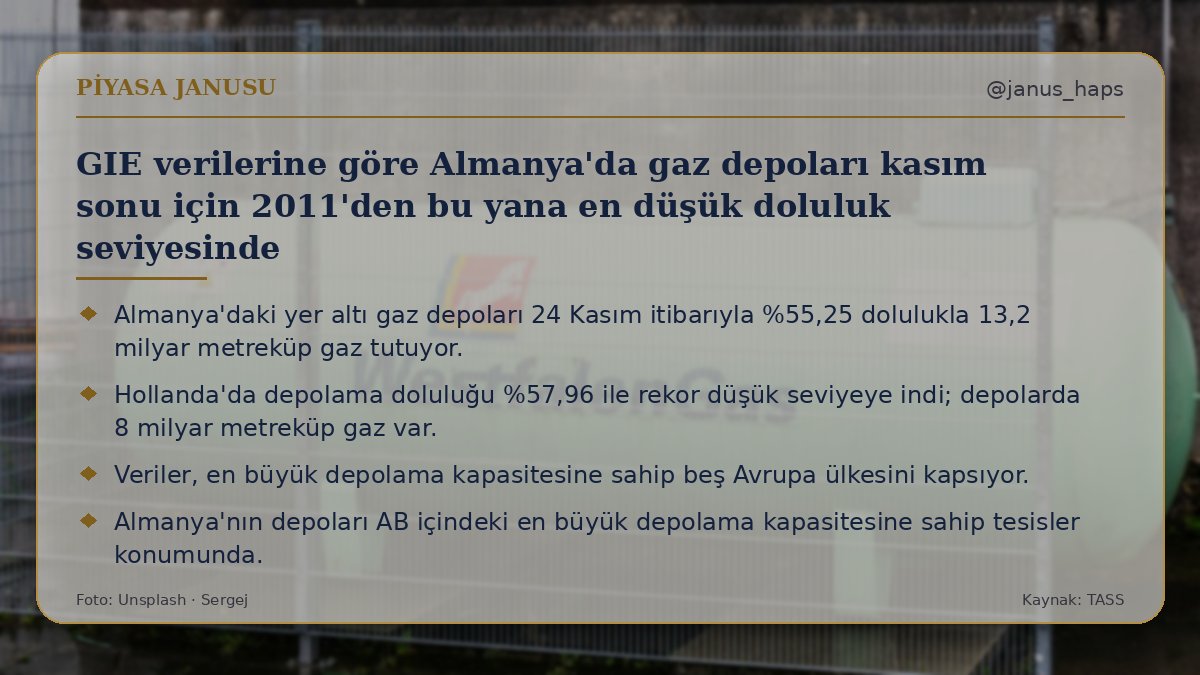 PİYASA JANUSU
@janus_haps
GIE verilerine göre Almanya'da gaz depoları kasım
sonu için 2011'den bu yana en düşük doluluk
seviyesinde
Almanya'daki yer altı gaz depoları 24 Kasım itibarıyla %55,25 dolulukla 13,2
milyar metreküp gaz tutuyor.
Hollanda'da depolama doluluğu %57,96 ile rekor düşük seviyeye indi; depolarda
8 milyar metreküp gaz var.
Veriler, en büyük depolama kapasitesine sahip beş Avrupa ülkesini kapsıyor.
Almanya'nın depoları AB içindeki en büyük depolama kapasitesine sahip tesisler
konumunda.
WestfalenGas
Foto: Unsplash · Sergej
Kaynak: TASS